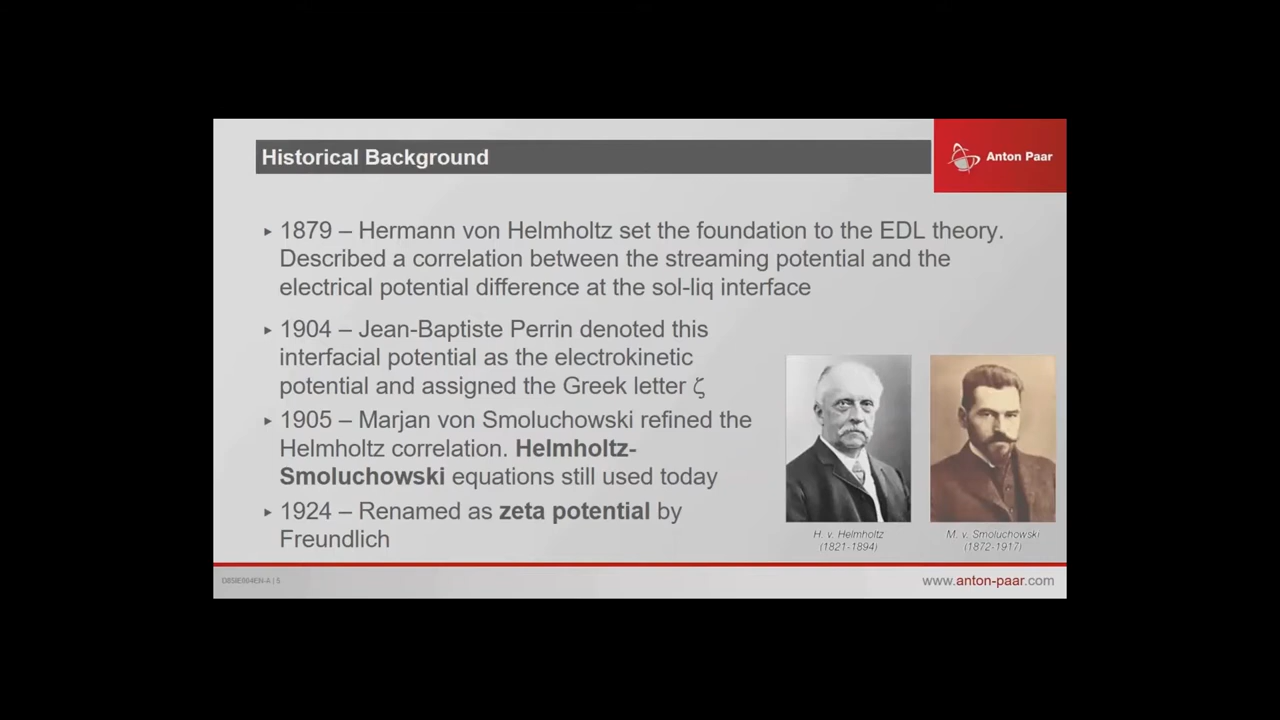 Historical Background
Anton Paar
▸ 1879 – Hermann von Helmholtz set the foundation to the EDL theory.
Described a correlation between the streaming potential and the
electrical potential difference at the sol-liq interface
▸ 1904 – Jean-Baptiste Perrin denoted this
interfacial potential as the electrokinetic
potential and assigned the Greek letter ζ
▸ 1905 – Marjan von Smoluchowski refined the
Helmholtz correlation. Helmholtz-
Smoluchowski equations still used today
▸ 1924 – Renamed as zeta potential by
Freundlich
H. v. Helmholtz
(1821-1894)
M. v. Smoluchowski
(1872-1917)
www.anton-paar.com